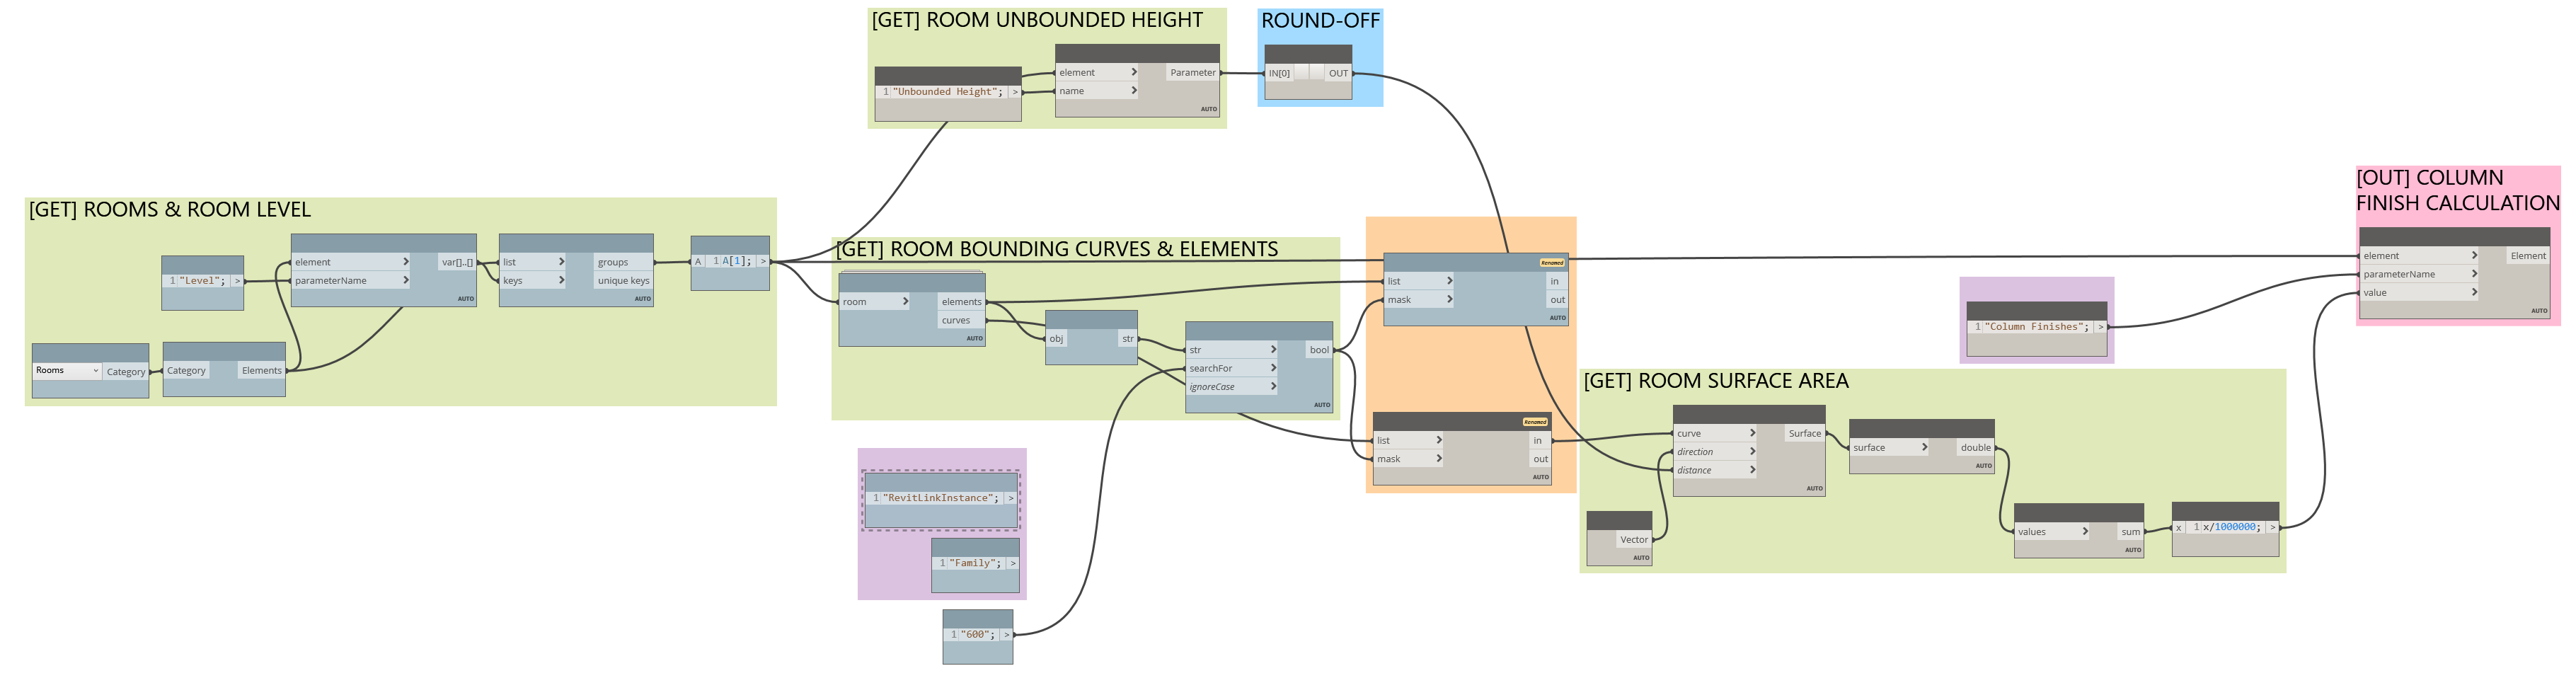 [GET] ROOM UNBOUNDED HEIGHT
1 "Unbounded Height"; >
element > Parameter
name >
AUTO
ROUND-OFF
IN[0] OUT
[GET] ROOMS & ROOM LEVEL
1 "Level"; >
element > var[]..[]
parameterName >
AUTO
list > groups
keys > unique keys
AUTO
A 1 A[1]; >
Rooms Category
Category Elements
[GET] ROOM BOUNDING CURVES & ELEMENTS
room > elements
curves
AUTO
obj str
str > bool
searchFor >
ignoreCase >
AUTO
1 "RevitLinkInstance"; >
1 "Family"; >
1 "600"; >
Renamed
list > in
mask > out
AUTO
Renamed
list > in
mask > out
AUTO
[GET] ROOM SURFACE AREA
curve > Surface
direction >
distance >
AUTO
Vector
AUTO
surface > double
AUTO
values > sum
AUTO
x 1 x/1000000; >
1 "Column Finishes"; >
[OUT] COLUMN
FINISH CALCULATION
element > Element
parameterName >
value >
AUTO